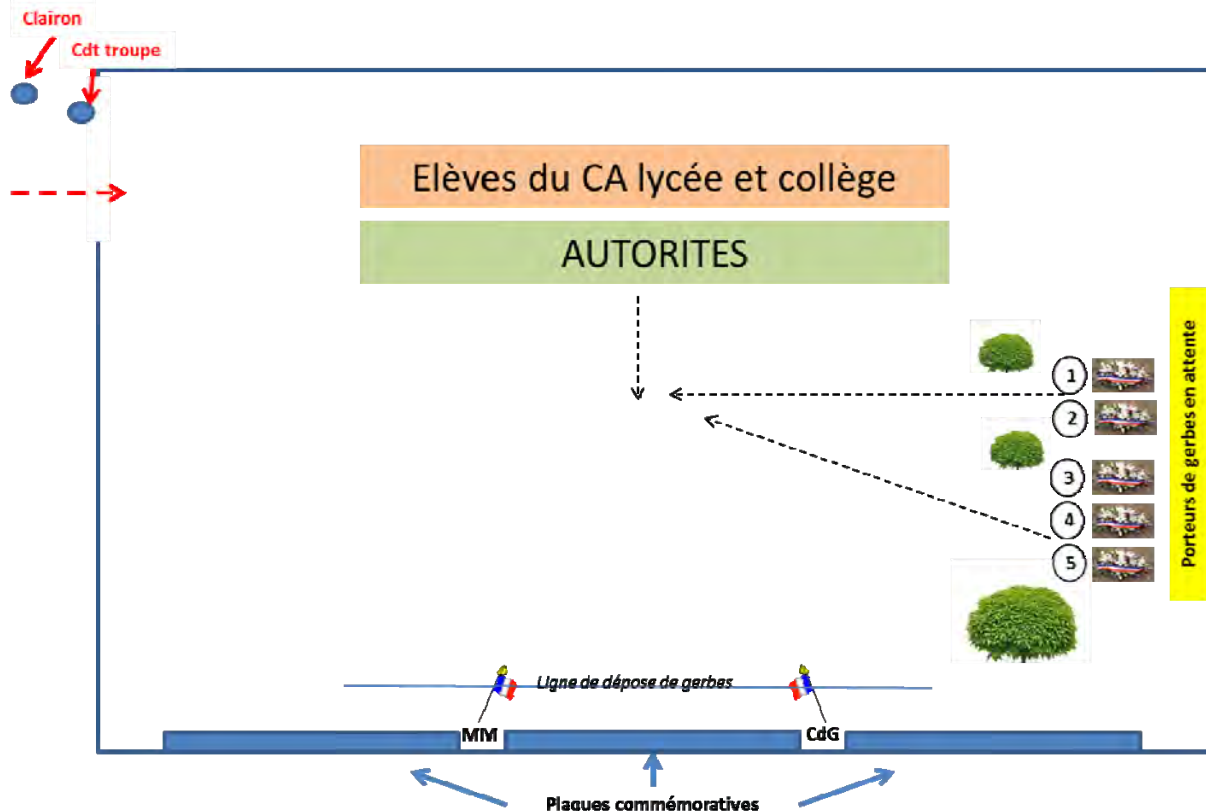 Clairon
Cdt troupe
Elèves du CA lycée et collège
AUTORITES
Porteurs de gerbes en attente
1
2
3
4
5
Ligne de dépose de gerbes
MM
CdG
Plaques commémoratives